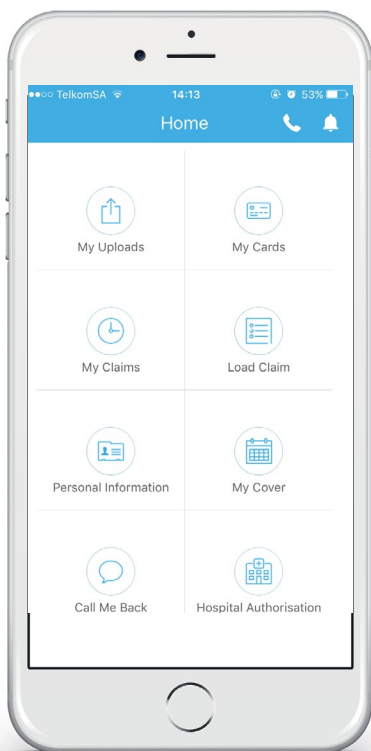 TelkomSA 14:13 53%
Home
My Uploads My Cards
My Claims Load Claim
Personal Information My Cover
Call Me Back Hospital Authorisation